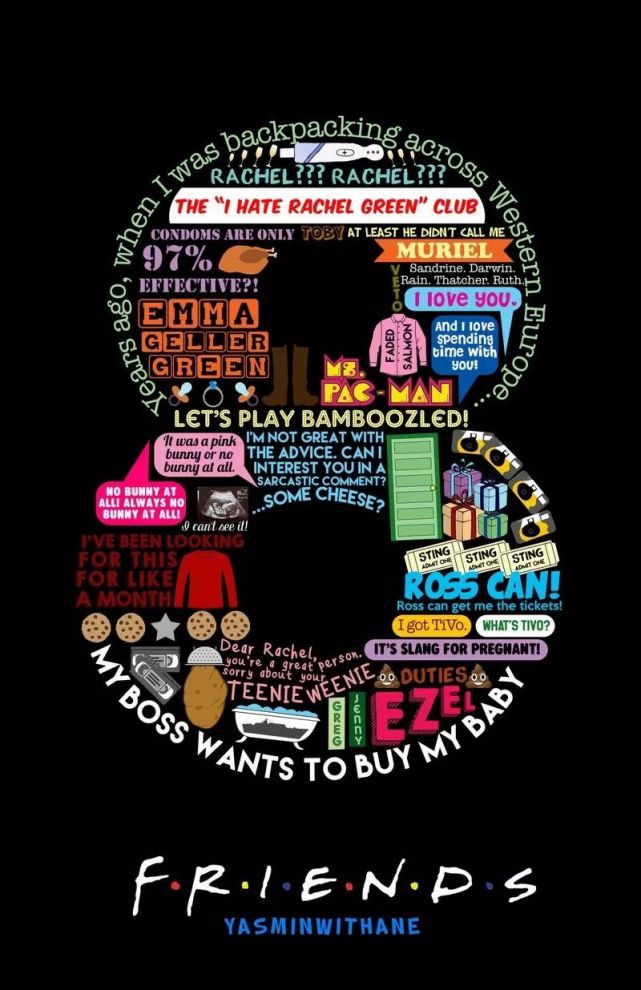 Years ago, when I was backpacking across Western Europe...
RACHEL??? RACHEL???
THE "I HATE RACHEL GREEN" CLUB
CONDOMS ARE ONLY
97%
EFFECTIVE?!
TOBY
AT LEAST HE DIDN'T CALL ME
MURIEL
Sandrine. Darwin.
Rain. Thatcher. Ruth.
VETO
I love you.
EMMA
GELLER
GREEN
FADED
SALMON
And I love
spending
time with
you!
MS.
PAC-MAN
LET'S PLAY BAMBOOZLED!
It was a pink
bunny or no
bunny at all.
NO BUNNY AT
ALL! ALWAYS NO
BUNNY AT ALL!
I'M NOT GREAT WITH
THE ADVICE. CAN I
INTEREST YOU IN A
SARCASTIC COMMENT?
...SOME CHEESE?
I can't see it!
I'VE BEEN LOOKING
FOR THIS
FOR LIKE
A MONTH
STING
ADMIT ONE
STING
ADMIT ONE
STING
ADMIT ONE
ROSS CAN!
Ross can get me the tickets!
I got TiVo.
WHAT'S TIVO?
IT'S SLANG FOR PREGNANT!
Dear Rachel,
you're a great person.
sorry about your
TEENIE WEENIE
DUTIES
GREG
JENNY
EZEL
MY BOSS WANTS TO BUY MY BABY
F·R·I·E·N·D·S
YASMINWITHANE